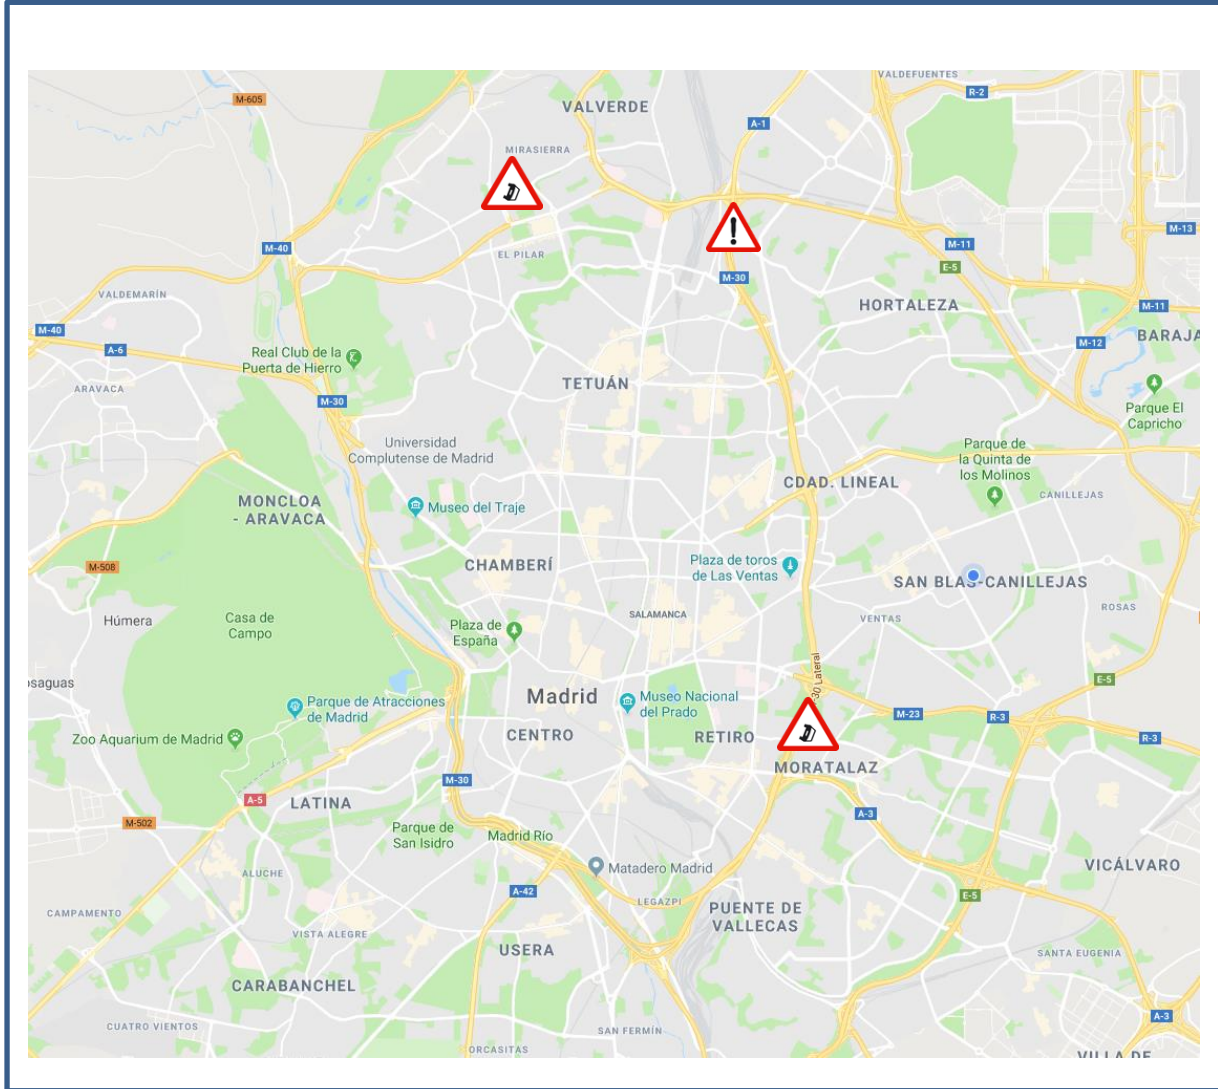 VALDEFUENTES
R-2
M-605
VALVERDE
A-1
MIRASIERRA
!
M-13
M-40
M-11
EL PILAR
E-5
M-30
VALDEMARÍN
HORTALEZA
M-11
M-40
A-6
M-12
BARAJA
Real Club de la
Puerta de Hierro
TETUÁN
ARAVACA
M-30
Parque El
Capricho
Universidad
Complutense de Madrid
Parque de
la Quinta de
los Molinos
CDAD. LINEAL
CANILLEJAS
MONCLOA
- ARAVACA
Museo del Traje
CHAMBERÍ
Plaza de toros
de Las Ventas
M-508
SAN BLAS-CANILLEJAS
ROSAS
Húmera
Casa de
Campo
SALAMANCA
VENTAS
Plaza de
España
osaguas
-30 Lateral
E-5
Parque de Atracciones
de Madrid
Madrid
Museo Nacional
del Prado
M-23
R-3
Zoo Aquarium de Madrid
CENTRO
RETIRO
R-3
MORATALAZ
M-30
A-5
LATINA
A-3
M-502
Parque de
San Isidro
Madrid Río
Matadero Madrid
VICÁLVARO
ALUCHE
A-42
E-5
LEGAZPI
CAMPAMENTO
PUENTE DE
VALLECAS
VISTA ALEGRE
USERA
SANTA EUGENIA
CARABANCHEL
A-3
CUATRO VIENTOS
SAN FERMÍN
ORCASITAS
VILLA DE